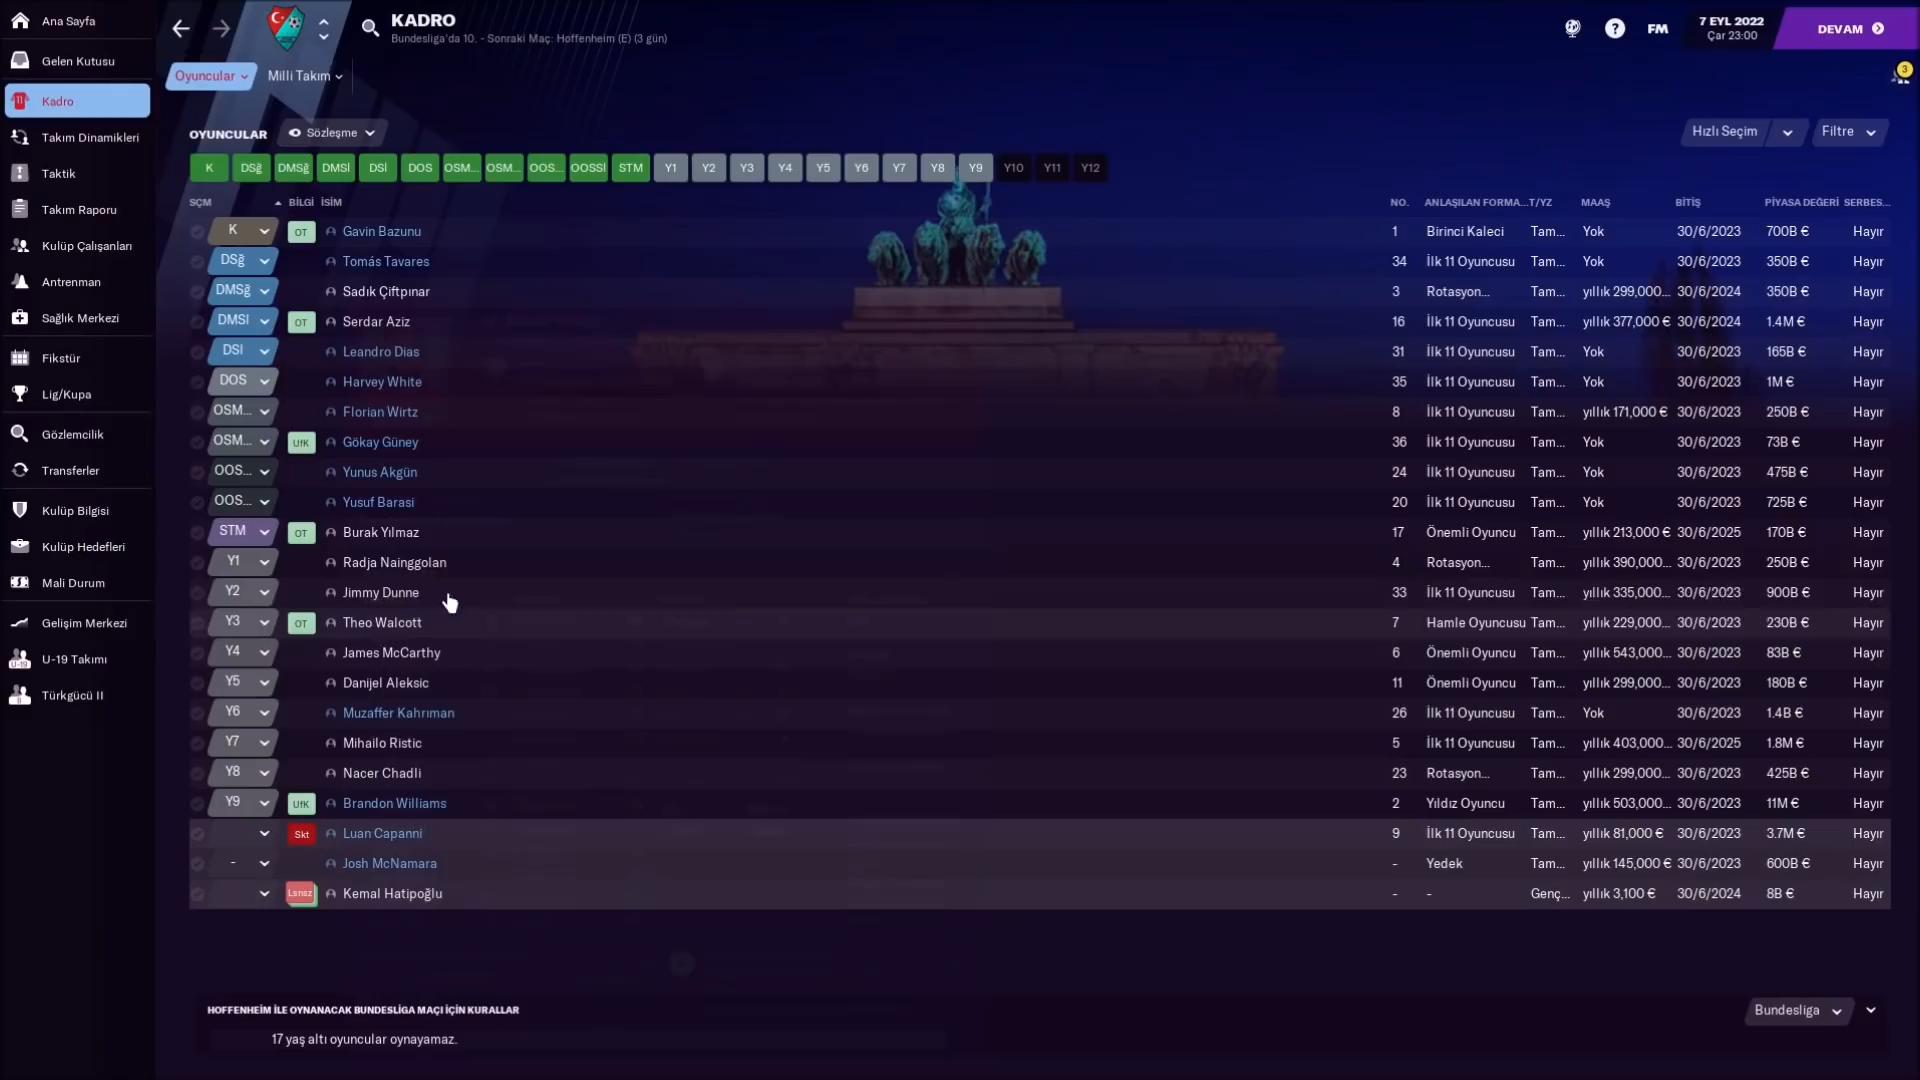 Ana Sayfa
Gelen Kutusu
Kadro
Takım Dinamikleri
Taktik
Takım Raporu
Kulüp Çalışanları
Antrenman
Sağlık Merkezi
Fikstür
Lig/Kupa
Gözlemcilik
Transferler
Kulüp Bilgisi
Kulüp Hedefleri
Mali Durum
Gelişim Merkezi
U-19 Takımı
Türkgücü II
KADRO
Bundesliga'da 10. - Sonraki Maç: Hoffenheim (E) (3 gün)
FM
7 EYL 2022
Çar 23:00
DEVAM
3
Oyuncular
Milli Takım
OYUNCULAR
Sözleşme
Hızlı Seçim
Filtre
K DSğ DMSğ DMSl DSl DOS OSM... OSM... OOS... OOSSl STM Y1 Y2 Y3 Y4 Y5 Y6 Y7 Y8 Y9 Y10 Y11 Y12
SÇM BİLGİ İSİM NO. ANLAŞILAN FORMA... T/YZ MAAŞ BİTİŞ PİYASA DEĞERİ SERBES...
K OT Gavin Bazunu 1 Birinci Kaleci Tam... Yok 30/6/2023 700B € Hayır
DSğ Tomás Tavares 34 İlk 11 Oyuncusu Tam... Yok 30/6/2023 350B € Hayır
DMSğ Sadık Çiftpınar 3 Rotasyon... Tam... yıllık 299,000... 30/6/2024 350B € Hayır
DMSl OT Serdar Aziz 16 İlk 11 Oyuncusu Tam... yıllık 377,000 € 30/6/2024 1.4M € Hayır
DSl Leandro Dias 31 İlk 11 Oyuncusu Tam... Yok 30/6/2023 165B € Hayır
DOS Harvey White 35 İlk 11 Oyuncusu Tam... Yok 30/6/2023 1M € Hayır
OSM... Florian Wirtz 8 İlk 11 Oyuncusu Tam... yıllık 171,000 € 30/6/2023 250B € Hayır
OSM... UfK Gökay Güney 36 İlk 11 Oyuncusu Tam... Yok 30/6/2023 73B € Hayır
OOS... Yunus Akgün 24 İlk 11 Oyuncusu Tam... Yok 30/6/2023 475B € Hayır
OOS... Yusuf Barasi 20 İlk 11 Oyuncusu Tam... Yok 30/6/2023 725B € Hayır
STM OT Burak Yılmaz 17 Önemli Oyuncu Tam... yıllık 213,000 € 30/6/2025 170B € Hayır
Y1 Radja Nainggolan 4 Rotasyon... Tam... yıllık 390,000... 30/6/2023 250B € Hayır
Y2 Jimmy Dunne 33 İlk 11 Oyuncusu Tam... yıllık 335,000... 30/6/2023 900B € Hayır
Y3 OT Theo Walcott 7 Hamle Oyuncusu Tam... yıllık 229,000... 30/6/2023 230B € Hayır
Y4 James McCarthy 6 Önemli Oyuncu Tam... yıllık 543,000... 30/6/2023 83B € Hayır
Y5 Danijel Aleksic 11 Önemli Oyuncu Tam... yıllık 299,000... 30/6/2023 180B € Hayır
Y6 Muzaffer Kahrıman 26 İlk 11 Oyuncusu Tam... Yok 30/6/2023 1.4B € Hayır
Y7 Mihailo Ristic 5 İlk 11 Oyuncusu Tam... yıllık 403,000... 30/6/2025 1.8M € Hayır
Y8 Nacer Chadli 23 Rotasyon... Tam... yıllık 299,000... 30/6/2023 425B € Hayır
Y9 UfK Brandon Williams 2 Yıldız Oyuncu Tam... yıllık 503,000... 30/6/2023 11M € Hayır
Skt Luan Capanni 9 İlk 11 Oyuncusu Tam... yıllık 81,000 € 30/6/2023 3.7M € Hayır
- Josh McNamara - Yedek Tam... yıllık 145,000 € 30/6/2023 600B € Hayır
Lsnsz Kemal Hatipoğlu - - Genç... yıllık 3,100 € 30/6/2024 8B € Hayır
HOFFENHEİM İLE OYNANACAK BUNDESLİGA MAÇI İÇİN KURALLAR
Bundesliga
17 yaş altı oyuncular oynayamaz.